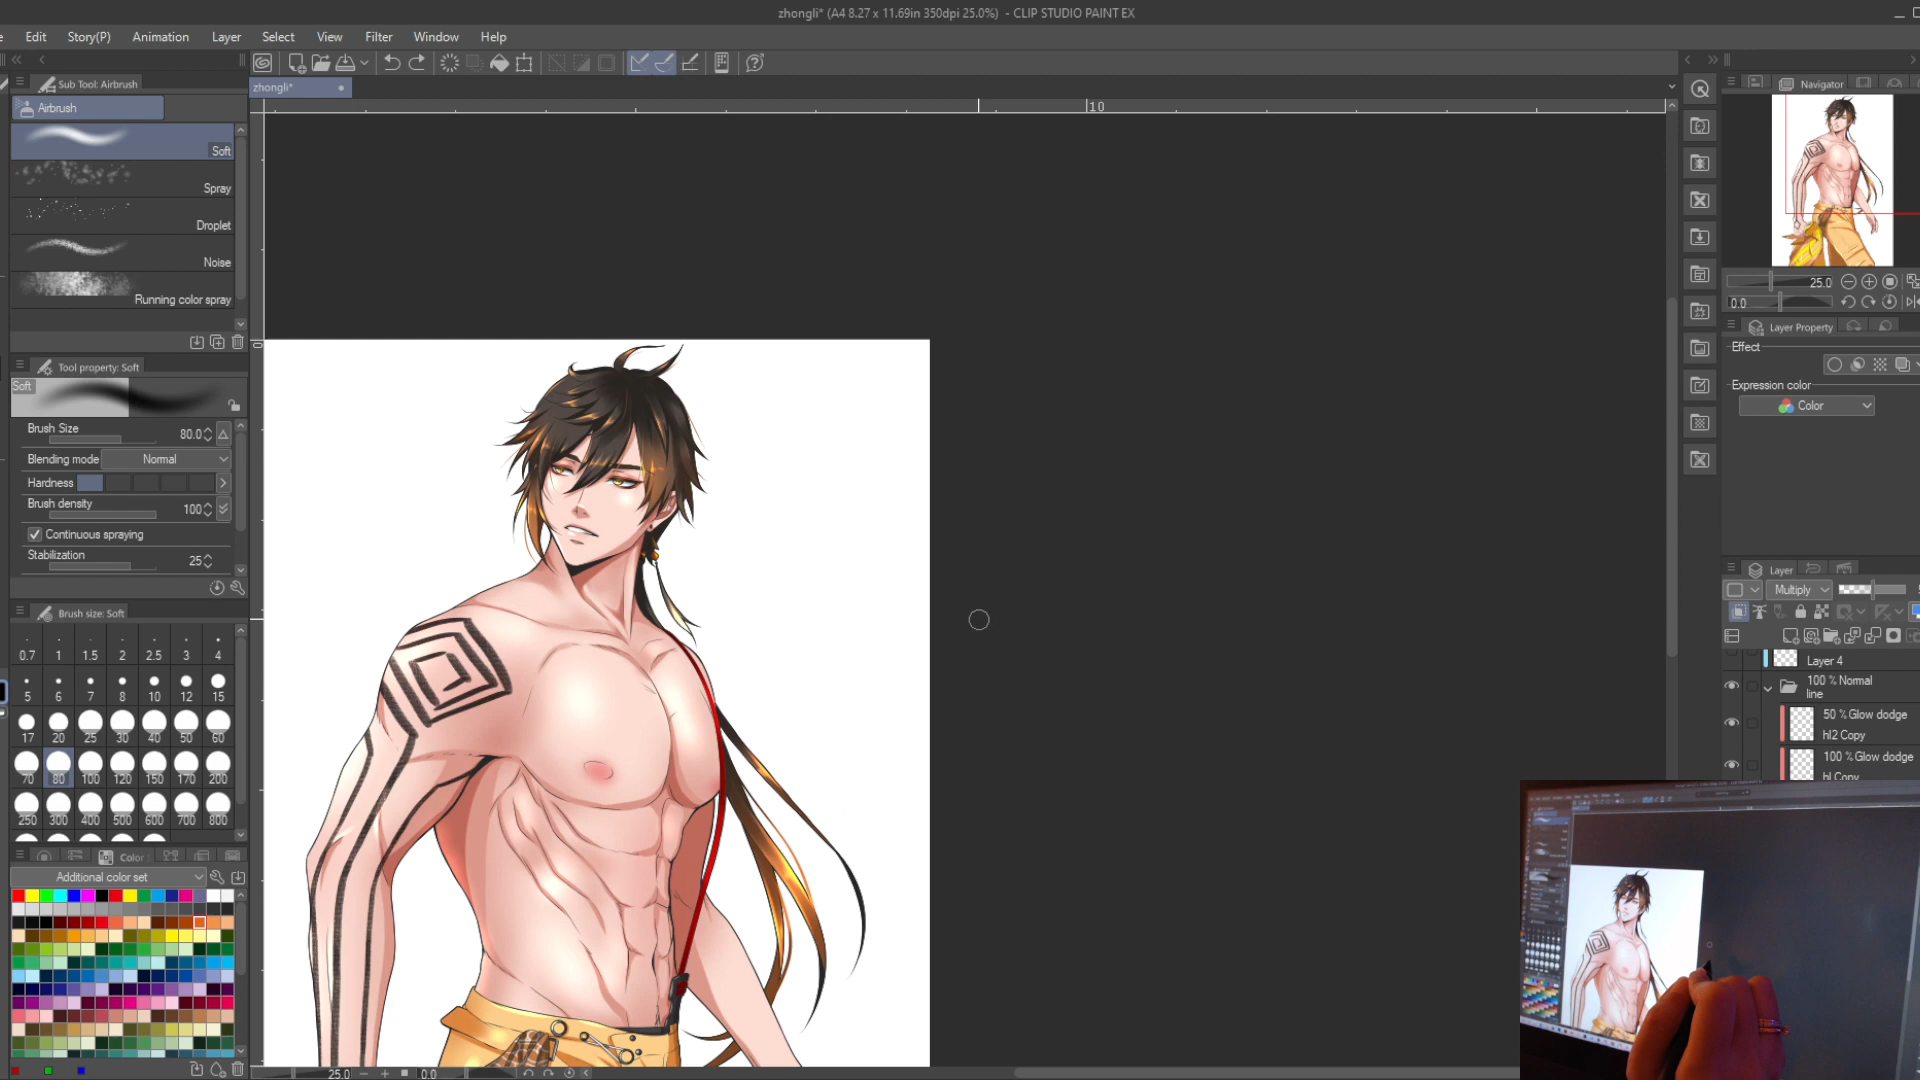 zhongli* (A4 8.27 x 11.69in 350dpi 25.0%) - CLIP STUDIO PAINT EX
Edit Story(P) Animation Layer Select View Filter Window Help
Sub Tool: Airbrush
zhongli*
Airbrush
10
Soft
Spray
Droplet
Noise
Running color spray
Tool property: Soft
Soft
Brush Size 80.0
Blending mode Normal
Hardness
Brush density 100
Continuous spraying
Stabilization 25
Brush size: Soft
0.7 1 1.5 2 2.5 3 4
5 6 7 8 10 12 15
17 20 25 30 40 50 60
70 80 100 120 150 170 200
250 300 400 500 600 700 800
Color
Additional color set
0
25.0 0.0
Navigator
25.0
0.0
Layer Property
Effect
Expression color
Color
Layer
Multiply
Layer 4
100 % Normal
line
50 % Glow dodge
hl2 Copy
100 % Glow dodge
hl Copy